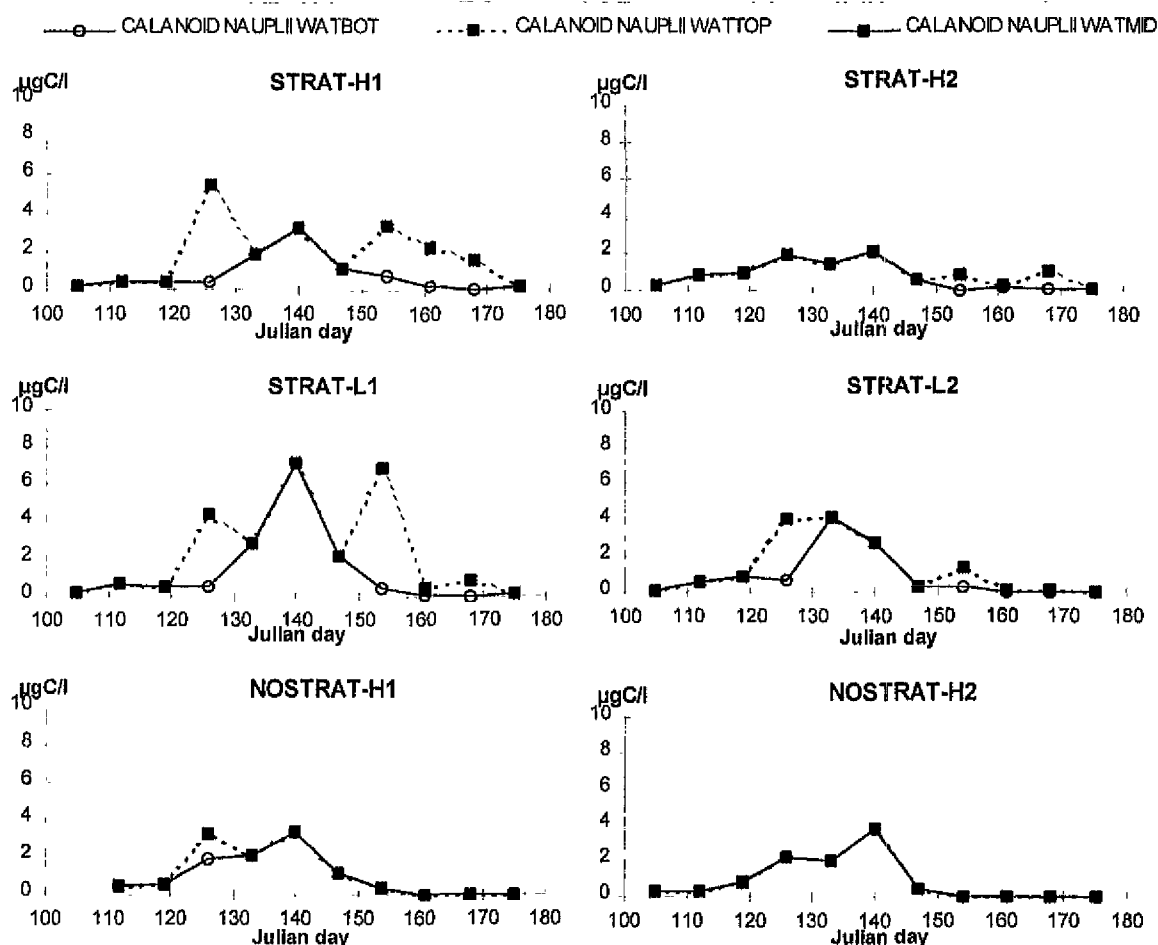 CALANOID NAUPLII WATBOT CALANOID NAUPLII WATTOP CALANOID NAUPLII WATMID
µgC/l STRAT-H1
10
8
6
4
2
0
100 110 120 130 140 150 160 170 180
Julian day
µgC/l STRAT-H2
10
8
6
4
2
0
100 110 120 130 140 150 160 170 180
Julian day
µgC/l STRAT-L1
10
8
6
4
2
0
100 110 120 130 140 150 160 170 180
Julian day
µgC/l STRAT-L2
10
8
6
4
2
0
100 110 120 130 140 150 160 170 180
Julian day
µgC/l NOSTRAT-H1
10
8
6
4
2
0
100 110 120 130 140 150 160 170 180
Julian day
µgC/l NOSTRAT-H2
10
8
6
4
2
0
100 110 120 130 140 150 160 170 180
Julian day